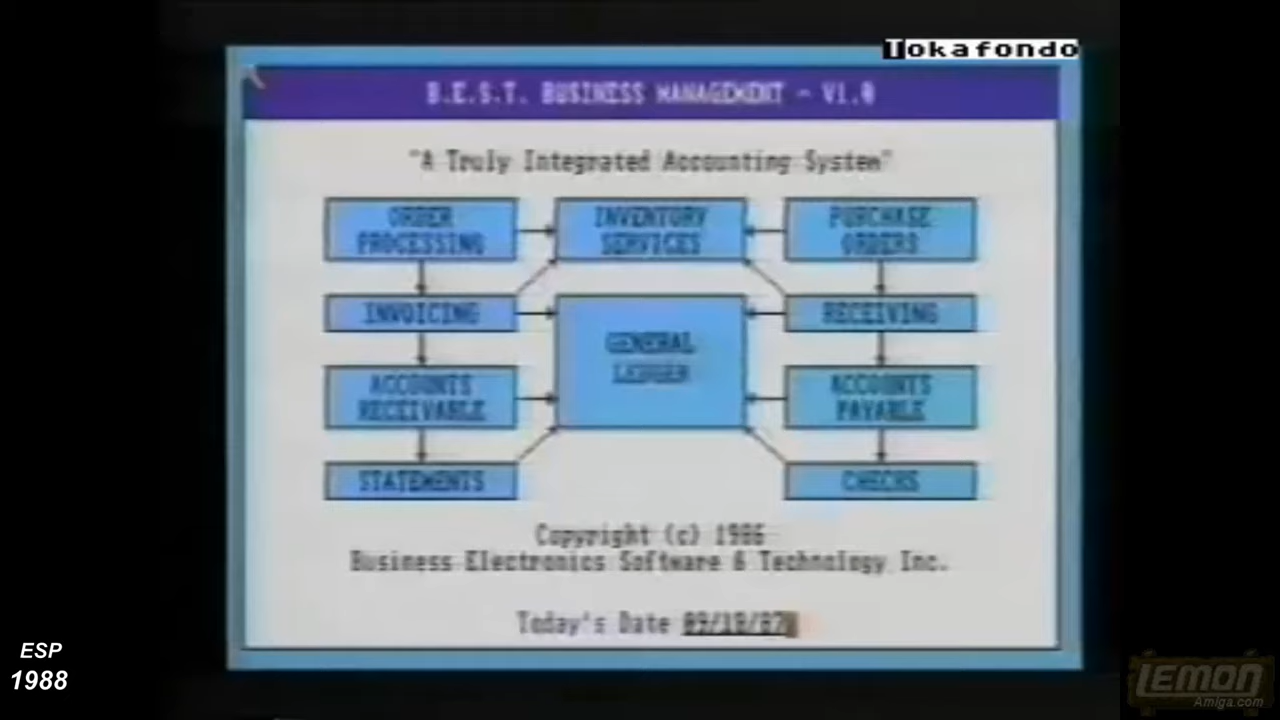 Tokafondo
B.E.S.T. BUSINESS MANAGEMENT - V1.0
"A Truly Integrated Accounting System"
ORDER
PROCESSING
INVENTORY
SERVICES
PURCHASE
ORDERS
INVOICING
GENERAL
LEDGER
RECEIVING
ACCOUNTS
RECEIVABLE
ACCOUNTS
PAYABLE
STATEMENTS
CHECKS
Copyright (c) 1986
Business Electronics Software & Technology Inc.
Today's Date
ESP
1988
LEMON
Amiga.com